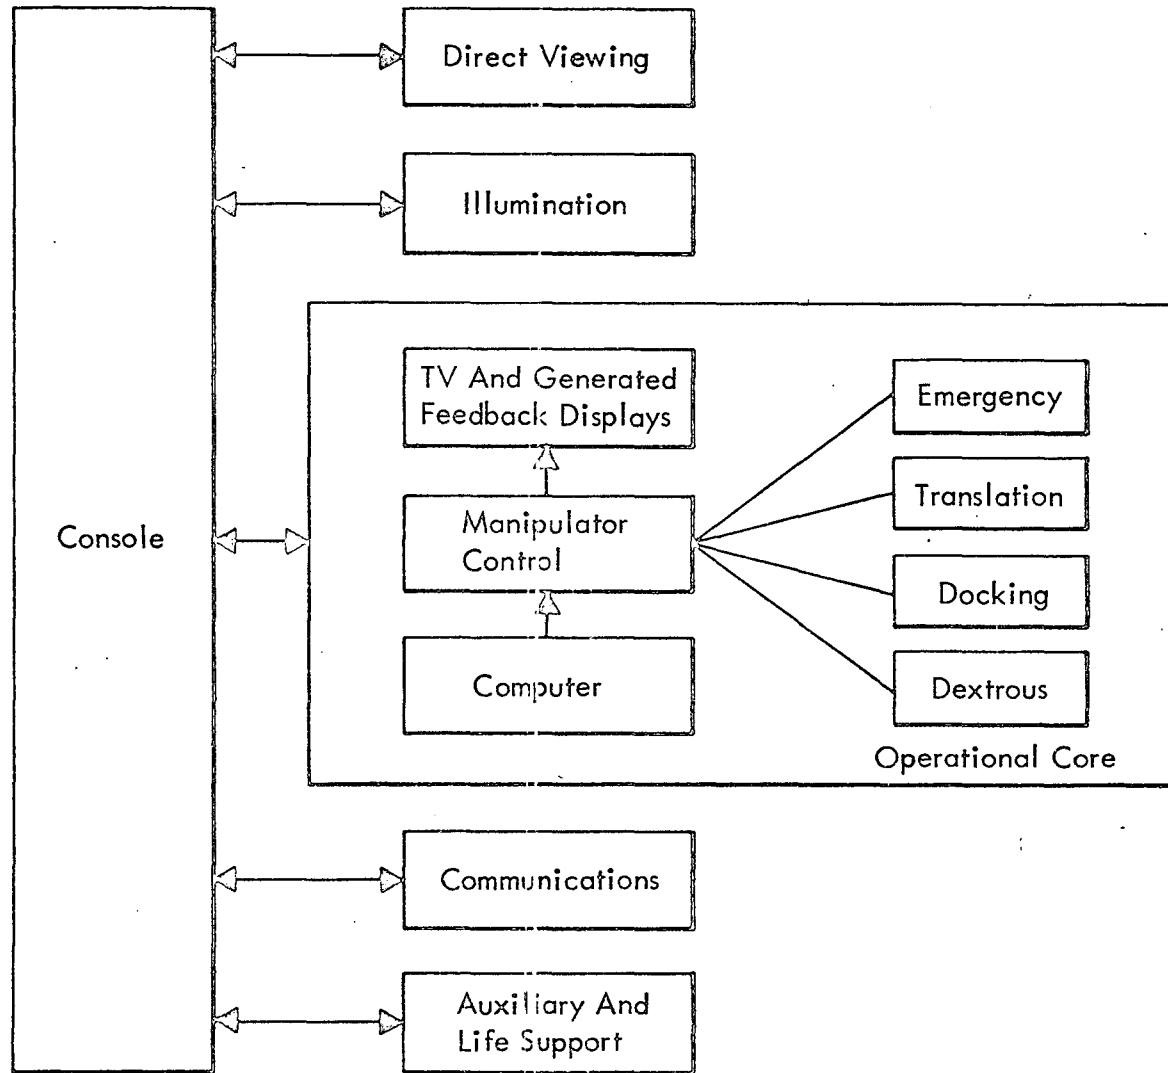 Direct Viewing
Illumination
TV And Generated
Feedback Displays
Emergency
Translation
Console
Manipulator
Control
Docking
Computer
Dextrous
Operational Core
Communications
Auxiliary And
Life Support